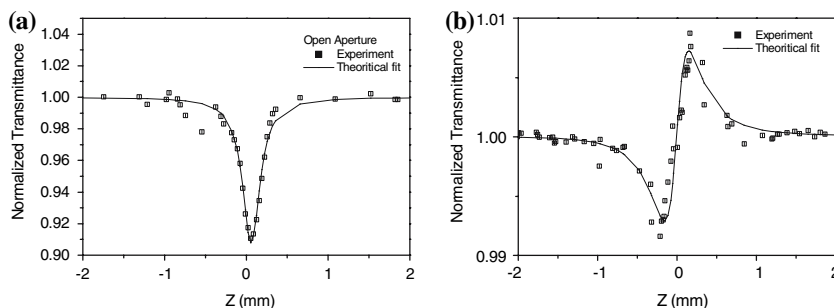 (a)
Normalized Transmittance
1.04
1.02
1.00
0.98
0.96
0.94
0.92
0.90
Open Aperture
Experiment
Theoritical fit
-2 -1 0 1 2
Z (mm)
(b)
Normalized Transmittance
1.01
1.00
0.99
Experiment
Theoritical fit
-2 -1 0 1 2
Z (mm)